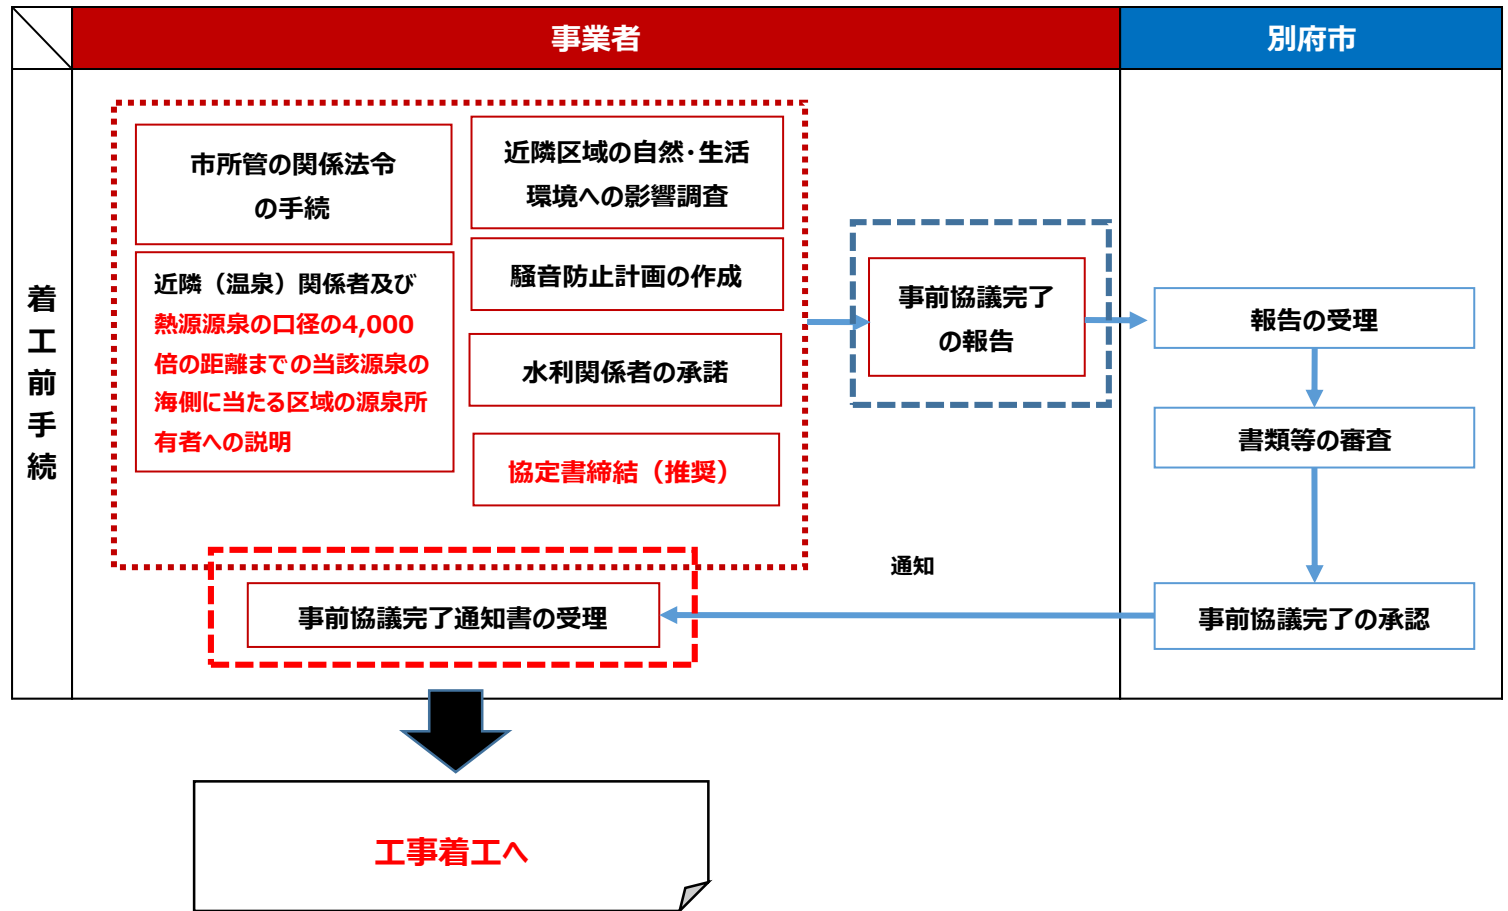 事業者
別府市
着工前手続
市所管の関係法令
の手続
近隣区域の自然・生活
環境への影響調査
近隣（温泉）関係者及び
熱源源泉の口径の4,000
倍の距離までの当該源泉の
海側に当たる区域の源泉所
有者への説明
騒音防止計画の作成
水利関係者の承諾
協定書締結（推奨）
事前協議完了
の報告
報告の受理
書類等の審査
事前協議完了の承認
通知
事前協議完了通知書の受理
工事着工へ